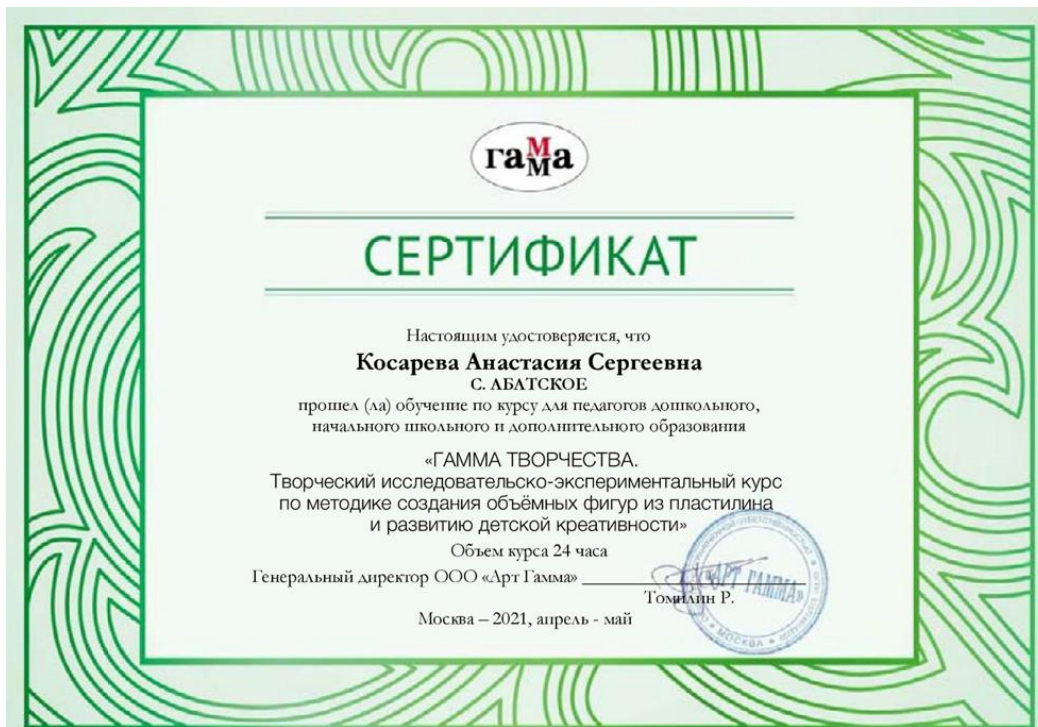 гамма
СЕРТИФИКАТ
Настоящим удостоверяется, что
Косарева Анастасия Сергеевна
С. АБАТСКОЕ
прошел (ла) обучение по курсу для педагогов дошкольного,
начального школьного и дополнительного образования
«ГАММА ТВОРЧЕСТВА.
Творческий исследовательско-экспериментальный курс
по методике создания объёмных фигур из пластилина
и развитию детской креативности»
Объем курса 24 часа
Генеральный директор ООО «Арт Гамма»
Томилин Р.
Москва – 2021, апрель - май
«АРТ ГАММА»
МОСКВА